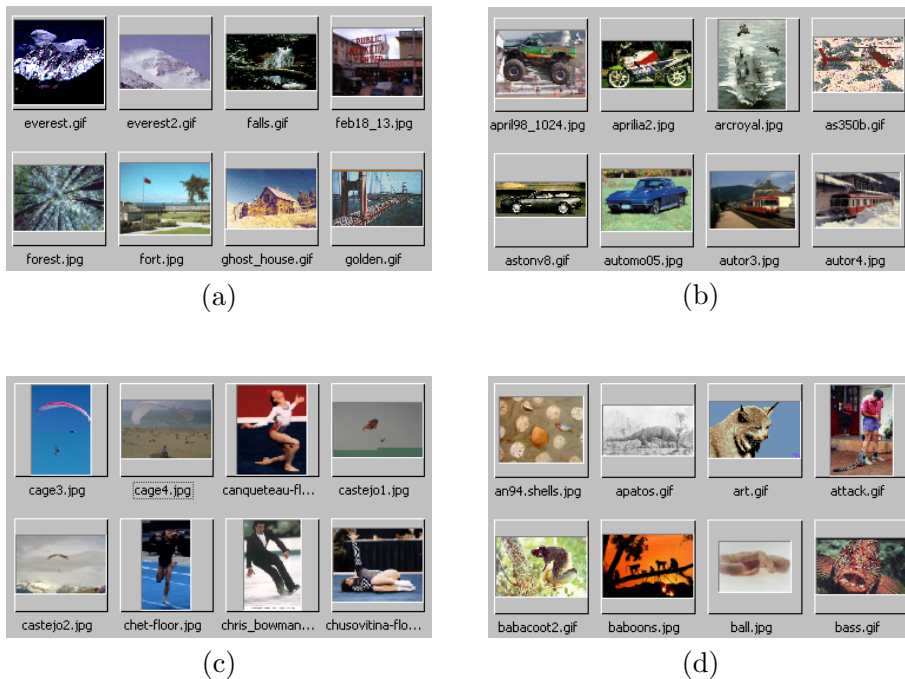 everest.gif everest2.gif falls.gif feb18_13.jpg
forest.jpg fort.jpg ghost_house.gif golden.gif
(a)
april98_1024.jpg aprilia2.jpg arcroyal.jpg as350b.gif
astonv8.gif automo05.jpg autor3.jpg autor4.jpg
(b)
cage3.jpg cage4.jpg canqueteau-fl... castejo1.jpg
castejo2.jpg chet-floor.jpg chris_bowman... chusovitina-flo...
(c)
an94.shells.jpg apatos.gif art.gif attack.gif
babacoot2.gif baboons.jpg ball.jpg bass.gif
(d)
PUBLIC
MARKET